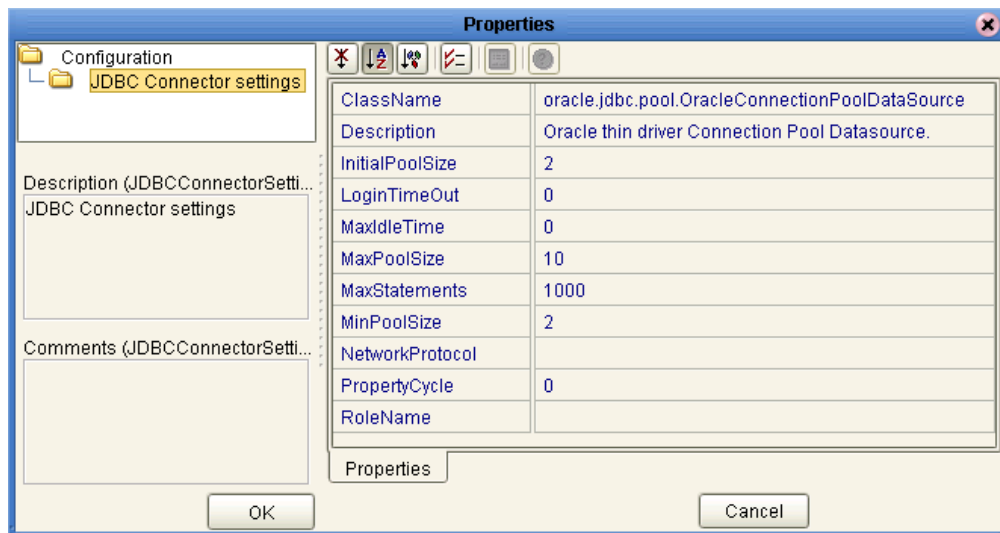 Properties
Configuration
JDBC Connector settings
Description (JDBCConnectorSetti...
JDBC Connector settings
Comments (JDBCConnectorSetti...
ClassName oracle.jdbc.pool.OracleConnectionPoolDataSource
Description Oracle thin driver Connection Pool Datasource.
InitialPoolSize 2
LoginTimeOut 0
MaxIdleTime 0
MaxPoolSize 10
MaxStatements 1000
MinPoolSize 2
NetworkProtocol
PropertyCycle 0
RoleName
Properties
OK Cancel